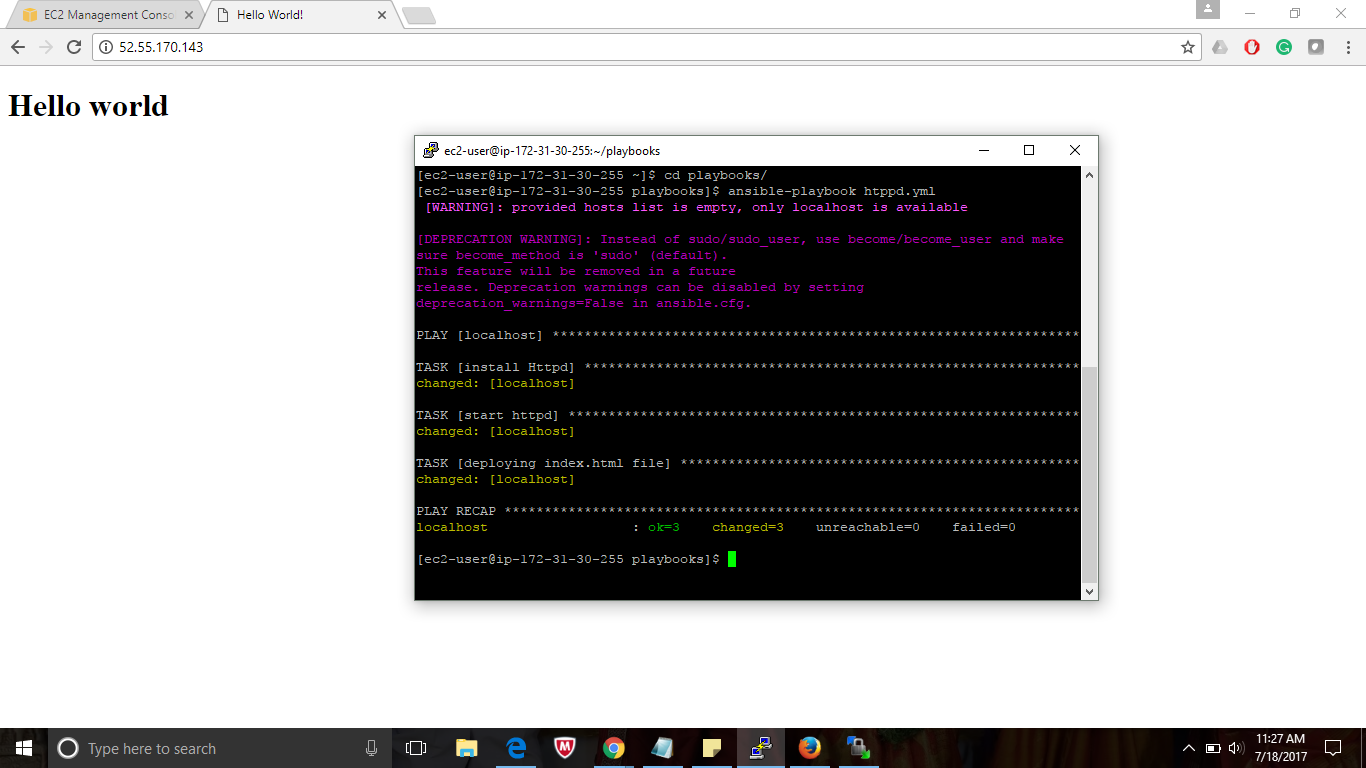 EC2 Management Conso
Hello World!
52.55.170.143
Hello world
ec2-user@ip-172-31-30-255:~/playbooks
[ec2-user@ip-172-31-30-255 ~]$ cd playbooks/
[ec2-user@ip-172-31-30-255 playbooks]$ ansible-playbook htppd.yml
[WARNING]: provided hosts list is empty, only localhost is available
[DEPRECATION WARNING]: Instead of sudo/sudo_user, use become/become_user and make
sure become_method is 'sudo' (default).
This feature will be removed in a future
release. Deprecation warnings can be disabled by setting
deprecation_warnings=False in ansible.cfg.
PLAY [localhost] ******************************************************************
TASK [install Httpd] **************************************************************
changed: [localhost]
TASK [start httpd] ****************************************************************
changed: [localhost]
TASK [deploying index.html file] **************************************************
changed: [localhost]
PLAY RECAP ************************************************************************
localhost                  : ok=3    changed=3    unreachable=0    failed=0
[ec2-user@ip-172-31-30-255 playbooks]$
Type here to search
11:27 AM
7/18/2017